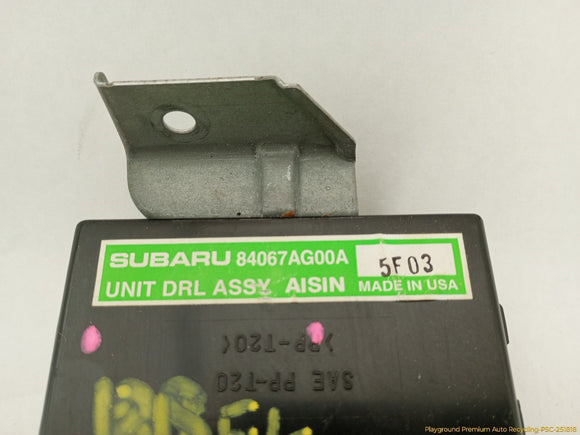 SUBARU 84067AG00A
5F03
UNIT DRL ASSY AISIN MADE IN USA
>PP-T20<
SAE PP-T20
Playground Premium Auto Recycling-PSC-251818